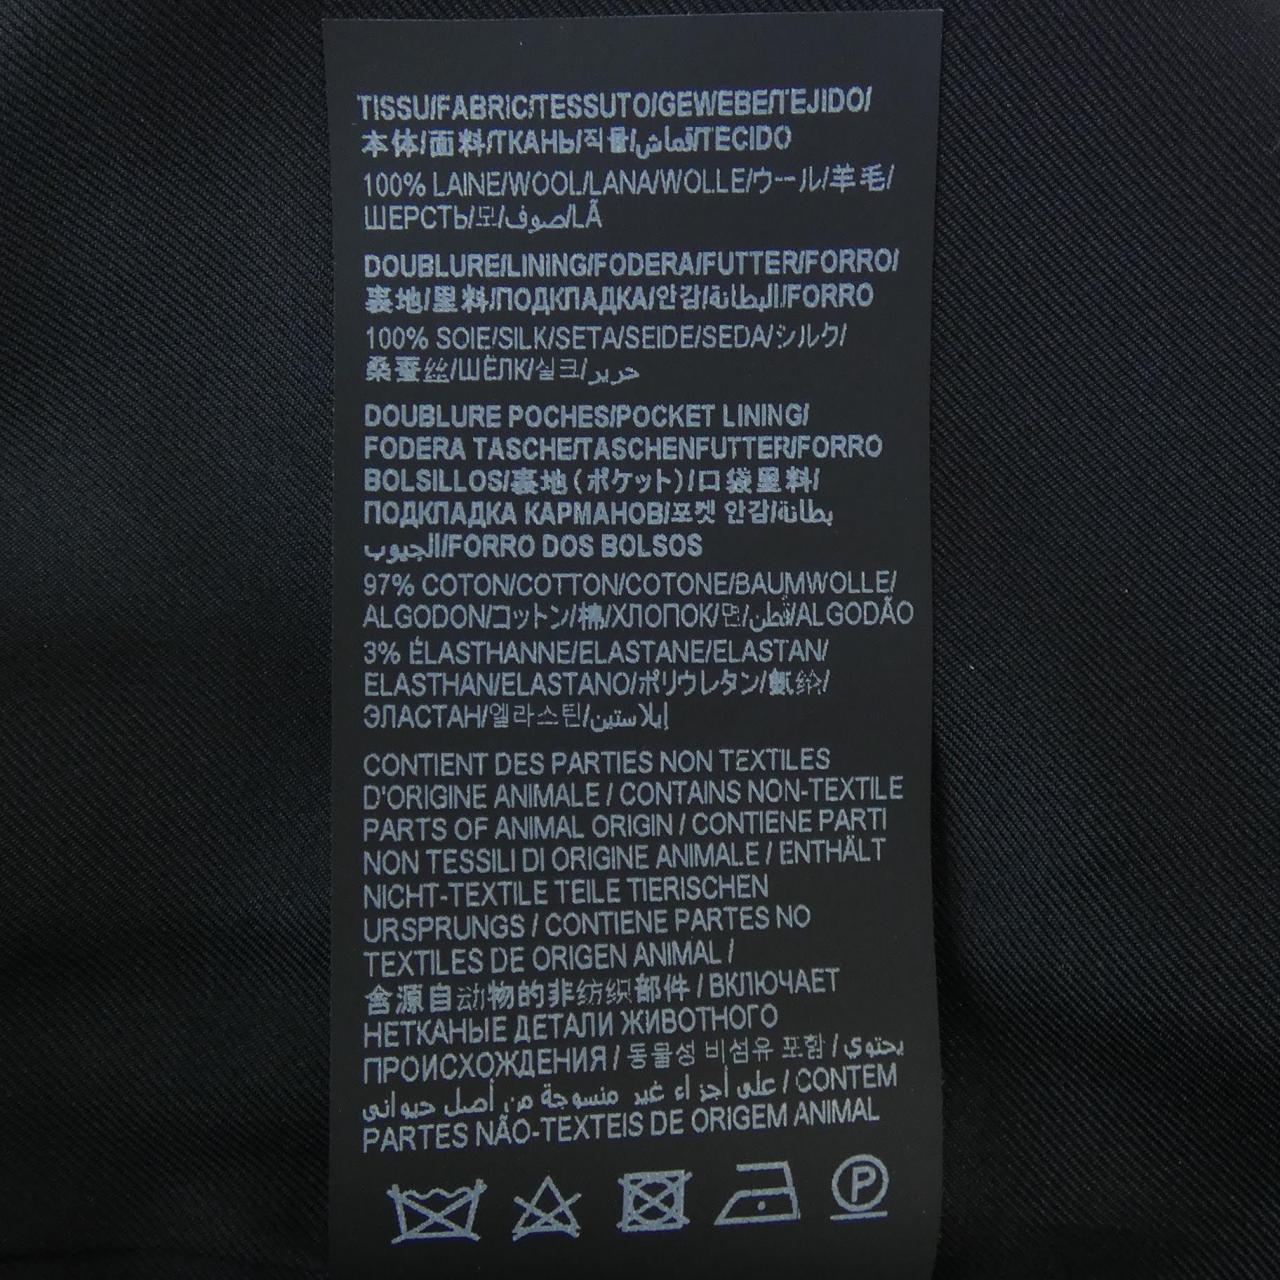 TISSU/FABRIC/TESSUTO/GEWEBE/TEJIDO/
本体/面料/ТКАНЬ/직물/قماش/TECIDO
100% LAINE/WOOL/LANA/WOLLE/ウール/羊毛/
ШЕРСТЬ/모/صوف/LÃ
DOUBLURE/LINING/FODERA/FUTTER/FORRO/
裏地/里料/ПОДКЛАДКА/안감/البطانة/FORRO
100% SOIE/SILK/SETA/SEIDE/SEDA/シルク/
桑蚕丝/ШЁЛК/실크/حرير
DOUBLURE POCHES/POCKET LINING/
FODERA TASCHE/TASCHENFUTTER/FORRO
BOLSILLOS/裏地(ポケット)/口袋里料/
ПОДКЛАДКА КАРМАНОВ/포켓 안감/بطانة
الجيوب/FORRO DOS BOLSOS
97% COTON/COTTON/COTONE/BAUMWOLLE/
ALGODON/コットン/棉/ХЛОПОК/면/قطن/ALGODÃO
3% ÉLASTHANNE/ELASTANE/ELASTAN/
ELASTHAN/ELASTANO/ポリウレタン/氨纶/
ЭЛАСТАН/엘라스틴/إيلاستين
CONTIENT DES PARTIES NON TEXTILES
D'ORIGINE ANIMALE / CONTAINS NON-TEXTILE
PARTS OF ANIMAL ORIGIN / CONTIENE PARTI
NON TESSILI DI ORIGINE ANIMALE / ENTHÄLT
NICHT-TEXTILE TEILE TIERISCHEN
URSPRUNGS / CONTIENE PARTES NO
TEXTILES DE ORIGEN ANIMAL /
含源自动物的非纺织部件 / ВКЛЮЧАЕТ
НЕТКАНЫЕ ДЕТАЛИ ЖИВОТНОГО
ПРОИСХОЖДЕНИЯ / 동물성 비섬유 포함 / يحتوي
على أجزاء غير منسوجة من أصل حيواني / CONTEM
PARTES NÃO-TEXTEIS DE ORIGEM ANIMAL
P